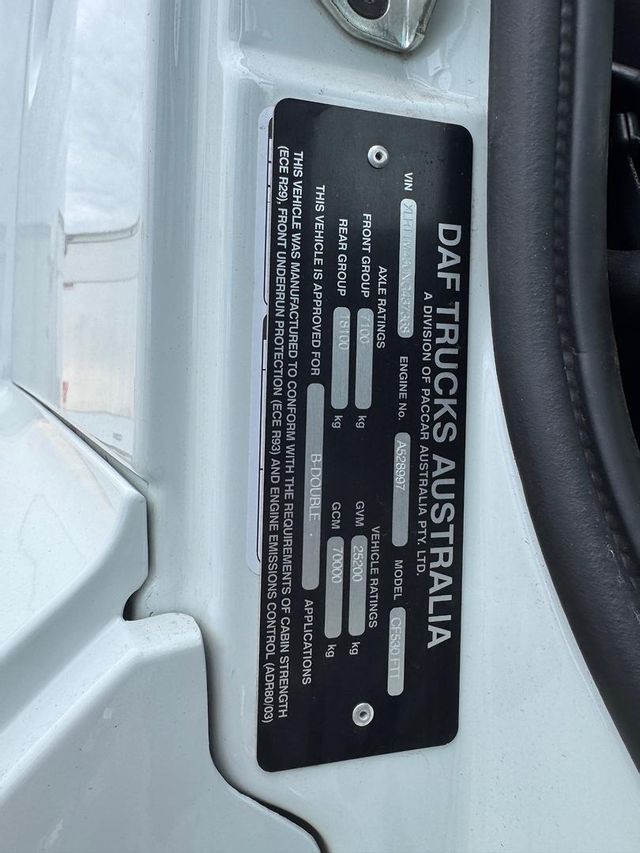 DAF TRUCKS AUSTRALIA
A DIVISION OF PACCAR AUSTRALIA PTY. LTD.
VIN ENGINE No. A528997 MODEL CF530 FTT
AXLE RATINGS VEHICLE RATINGS
FRONT GROUP 7100 kg GVM 25200 kg
REAR GROUP 18100 kg GCM 70000 kg
THIS VEHICLE IS APPROVED FOR B-DOUBLE APPLICATIONS
THIS VEHICLE WAS MANUFACTURED TO CONFORM WITH THE REQUIREMENTS OF CABIN STRENGTH
(ECE R29), FRONT UNDERRUN PROTECTION (ECE R93) AND ENGINE EMISSIONS CONTROL (ADR80/03)